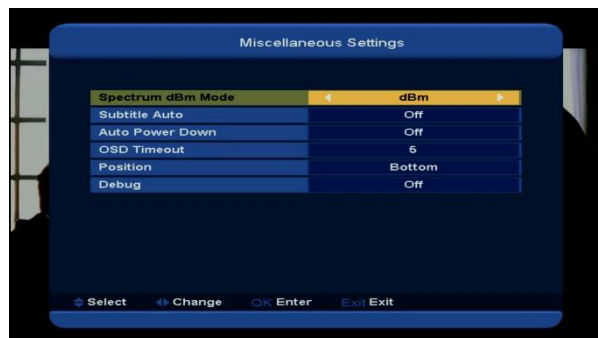 Miscellaneous Settings
Spectrum dBm Mode dBm
Subtitle Auto Off
Auto Power Down Off
OSD Timeout 5
Position Bottom
Debug Off
Select Change OK Enter Exit Exit